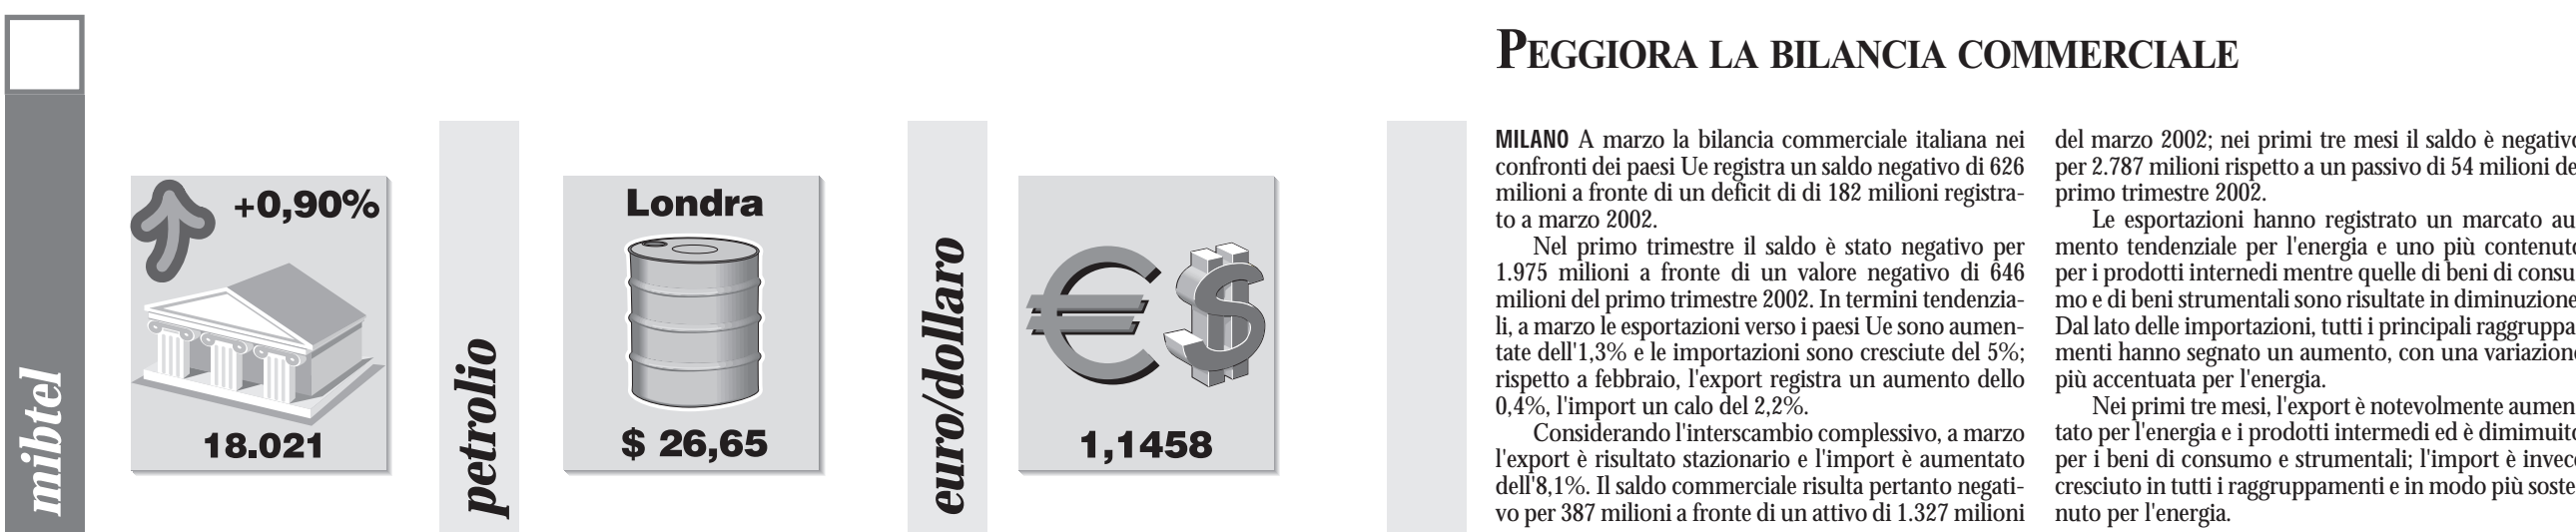 mibtel
+0,90%
18.021
petrolio
Londra
$ 26,65
euro/dollaro
1,1458
PEGGIORA LA BILANCIA COMMERCIALE
MILANO A marzo la bilancia commerciale italiana nei
confronti dei paesi Ue registra un saldo negativo di 626
milioni a fronte di un deficit di di 182 milioni registra-
to a marzo 2002.
Nel primo trimestre il saldo è stato negativo per
1.975 milioni a fronte di un valore negativo di 646
milioni del primo trimestre 2002. In termini tendenzia-
li, a marzo le esportazioni verso i paesi Ue sono aumen-
tate dell'1,3% e le importazioni sono cresciute del 5%;
rispetto a febbraio, l'export registra un aumento dello
0,4%, l'import un calo del 2,2%.
Considerando l'interscambio complessivo, a marzo
l'export è risultato stazionario e l'import è aumentato
dell'8,1%. Il saldo commerciale risulta pertanto negati-
vo per 387 milioni a fronte di un attivo di 1.327 milioni
del marzo 2002; nei primi tre mesi il saldo è negativo
per 2.787 milioni rispetto a un passivo di 54 milioni de
primo trimestre 2002.
Le esportazioni hanno registrato un marcato au
mento tendenziale per l'energia e uno più contenuto
per i prodotti internedi mentre quelle di beni di consu
mo e di beni strumentali sono risultate in diminuzione
Dal lato delle importazioni, tutti i principali raggruppa
menti hanno segnato un aumento, con una variazione
più accentuata per l'energia.
Nei primi tre mesi, l'export è notevolmente aumen
tato per l'energia e i prodotti intermedi ed è dimimuito
per i beni di consumo e strumentali; l'import è invece
cresciuto in tutti i raggruppamenti e in modo più soste
nuto per l'energia.